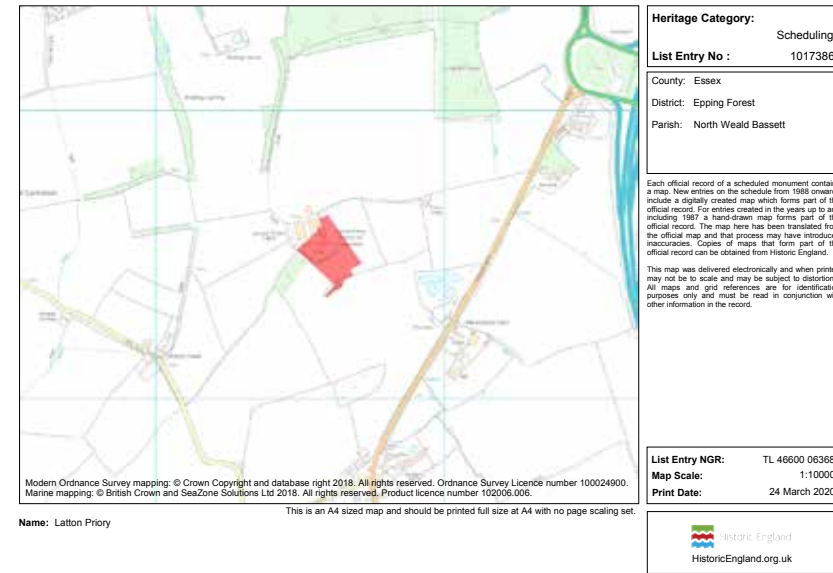 Heritage Category:
Scheduling
List Entry No :
1017386
County: Essex
District: Epping Forest
Parish: North Weald Bassett
Each official record of a scheduled monument contain
a map. New entries on the schedule from 1988 onward
include a digitally created map which forms part of th
official record. For entries created in the years up to an
including 1987 a hand-drawn map forms part of th
official record. The map here has been translated fro
the official map and that process may have introduce
inaccuracies. Copies of maps that form part of th
official record can be obtained from Historic England.
This map was delivered electronically and when printe
may not be to scale and may be subject to distortion
All maps and grid references are for identificatio
purposes only and must be read in conjunction wi
other information in the record.
List Entry NGR: TL 46600 06368
Map Scale: 1:10000
Print Date: 24 March 2020
Modern Ordnance Survey mapping: © Crown Copyright and database right 2018. All rights reserved. Ordnance Survey Licence number 100024900.
Marine mapping: © British Crown and SeaZone Solutions Ltd 2018. All rights reserved. Product licence number 102006.006.
This is an A4 sized map and should be printed full size at A4 with no page scaling set.
Name: Latton Priory
Historic England
HistoricEngland.org.uk